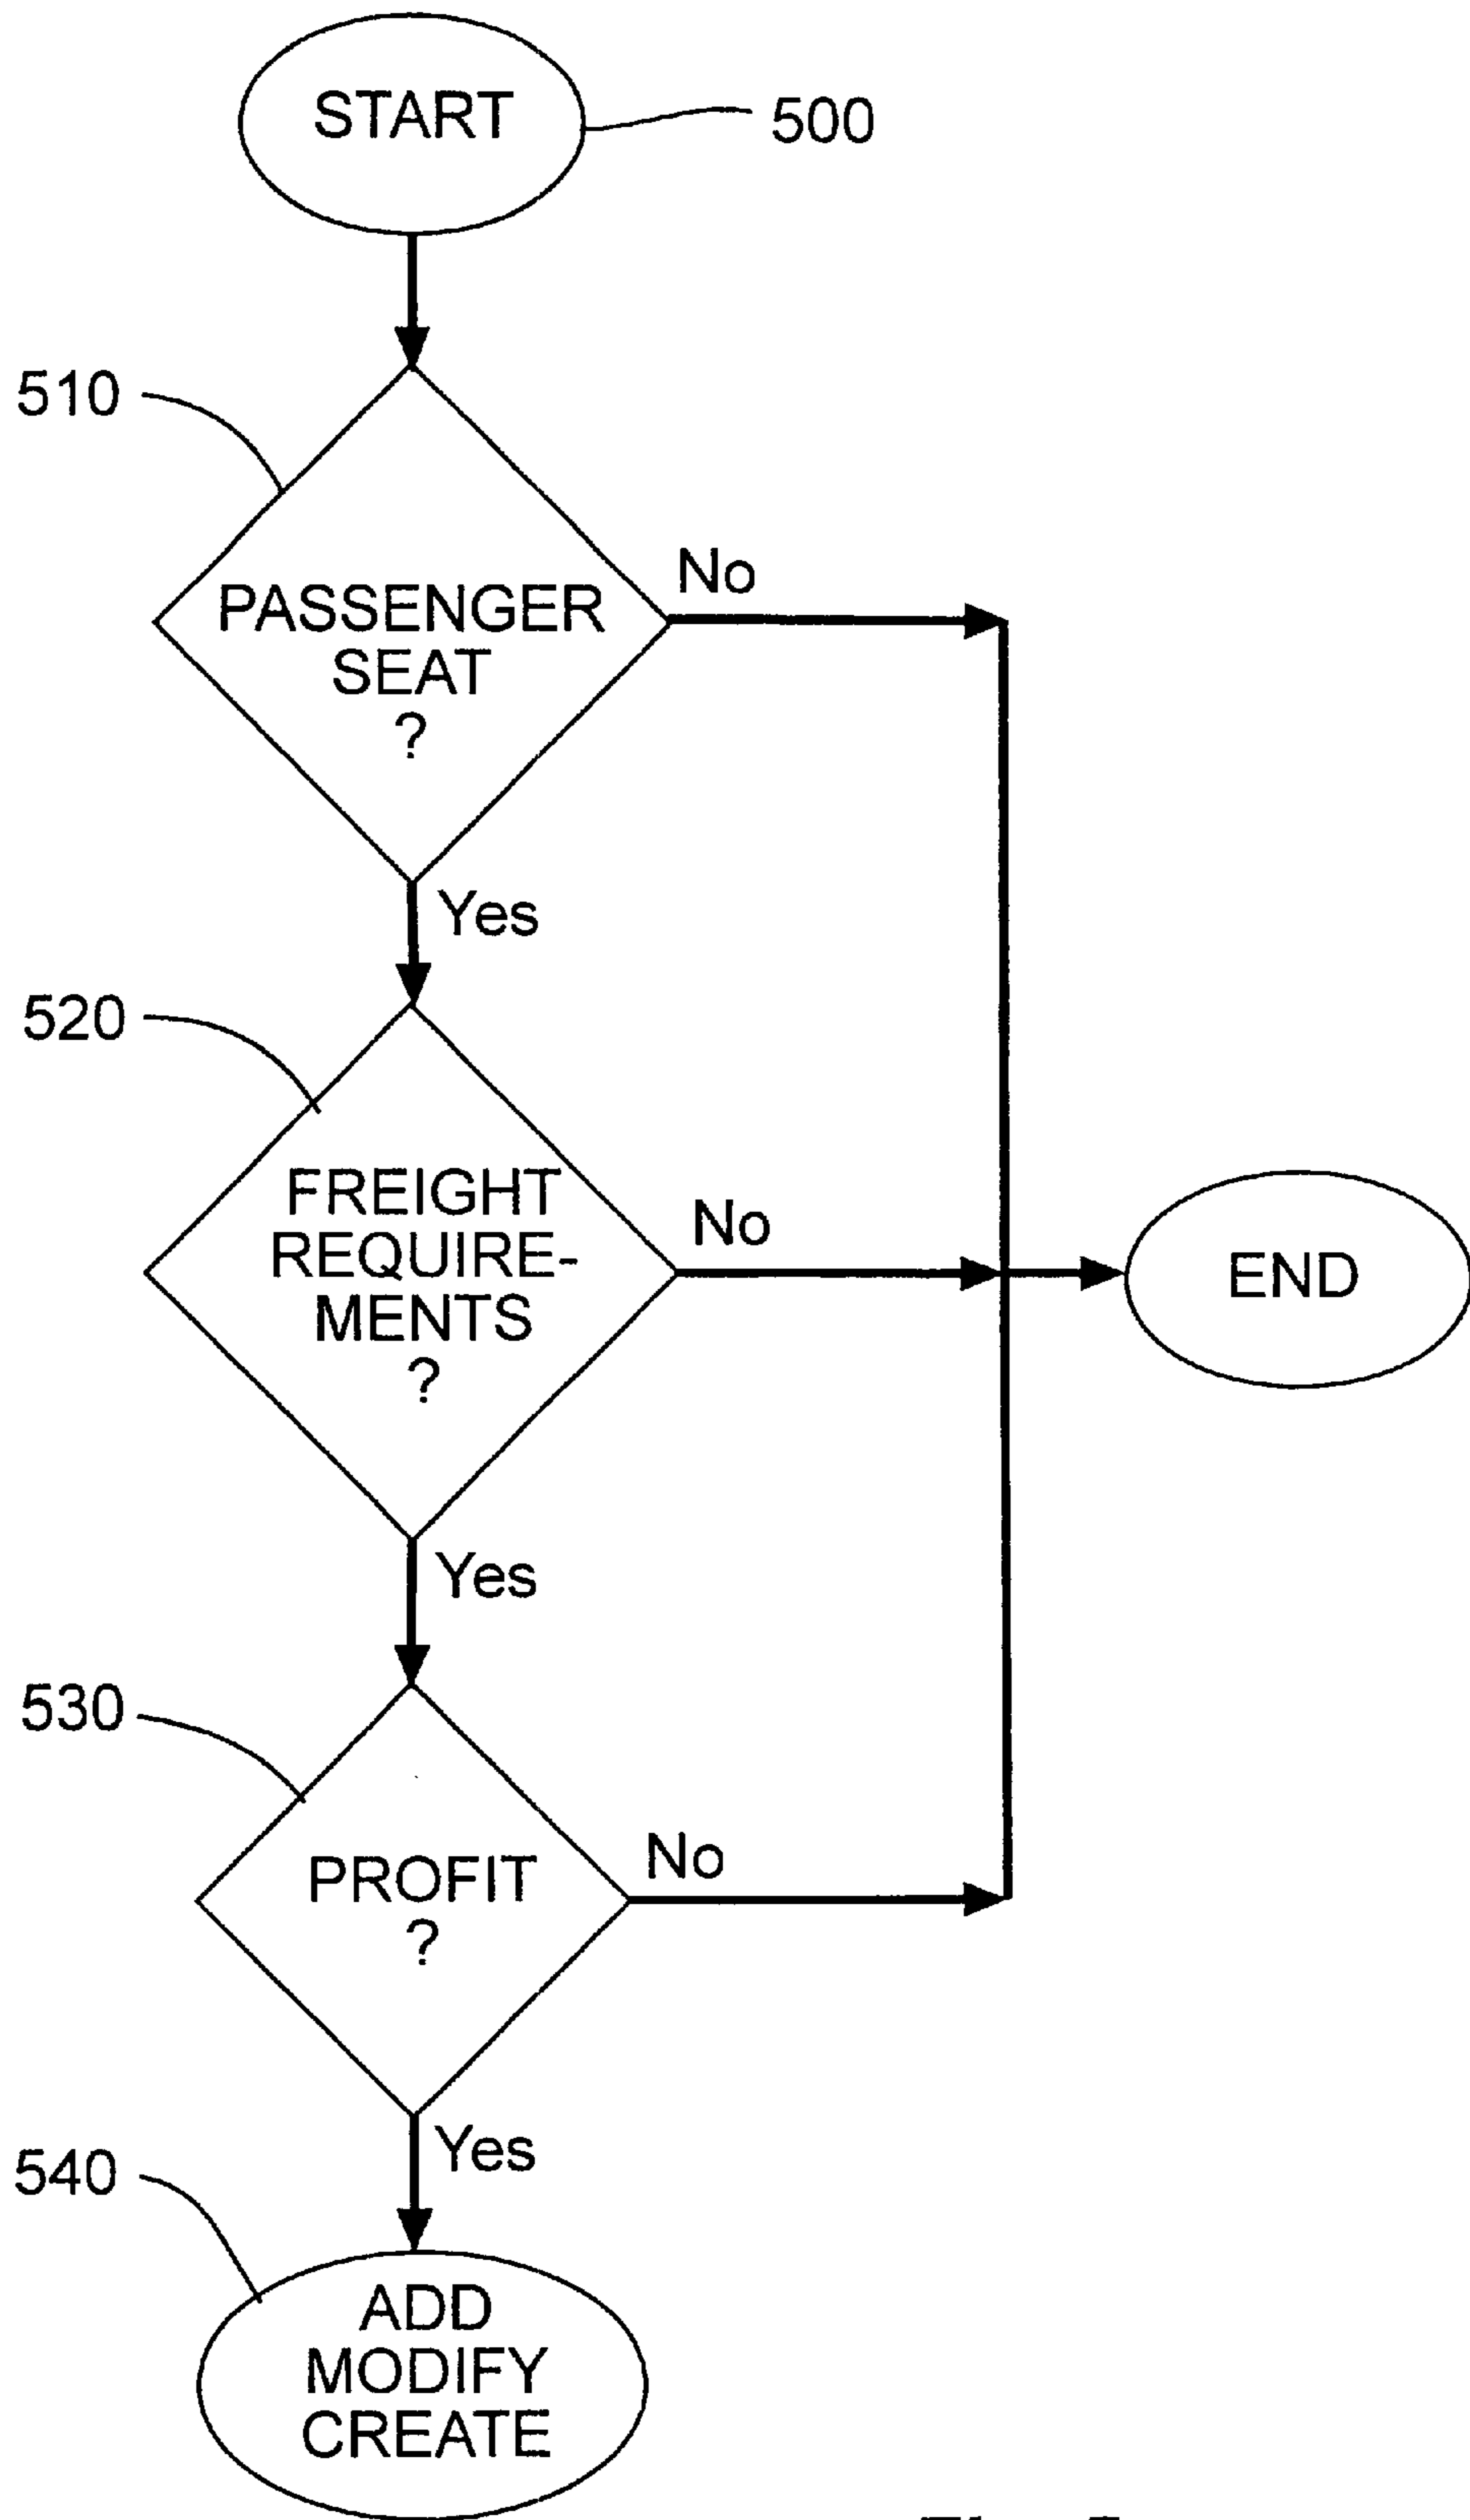 START
500
510
No
PASSENGER
SEAT
?
Yes
520
FREIGHT
REQUIRE-
MENTS
?
No
END
Yes
530
No
PROFIT
?
Yes
540
ADD
MODIFY
CREATE